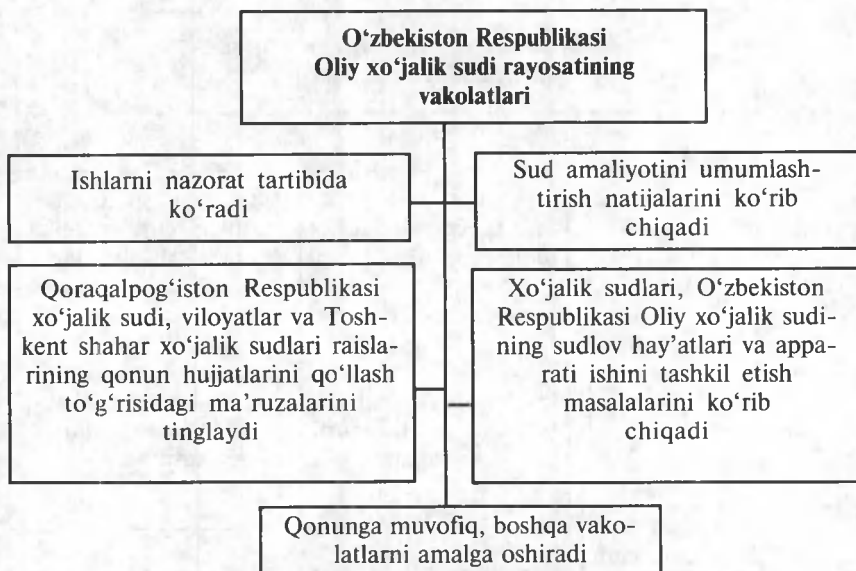 O‘zbekiston Respublikasi
Oliy xo‘jalik sudi rayosatining
vakolatlari
Ishlarni nazorat tartibida
ko‘radi
Sud amaliyotini umumlash-
tirish natijalarini ko‘rib
chiqadi
Qoraqalpog‘iston Respublikasi
xo‘jalik sudi, viloyatlar va Tosh-
kent shahar xo‘jalik sudlari raisla-
rining qonun hujjatlarini qo‘llash
to‘g‘risidagi ma’ruzalarini
tinglaydi
Xo‘jalik sudlari, O‘zbekiston
Respublikasi Oliy xo‘jalik sudi-
ning sudlov hay’atlari va appa-
rati ishini tashkil etish
masalalarini ko‘rib
chiqadi
Qonunga muvofiq, boshqa vako-
latlarni amalga oshiradi